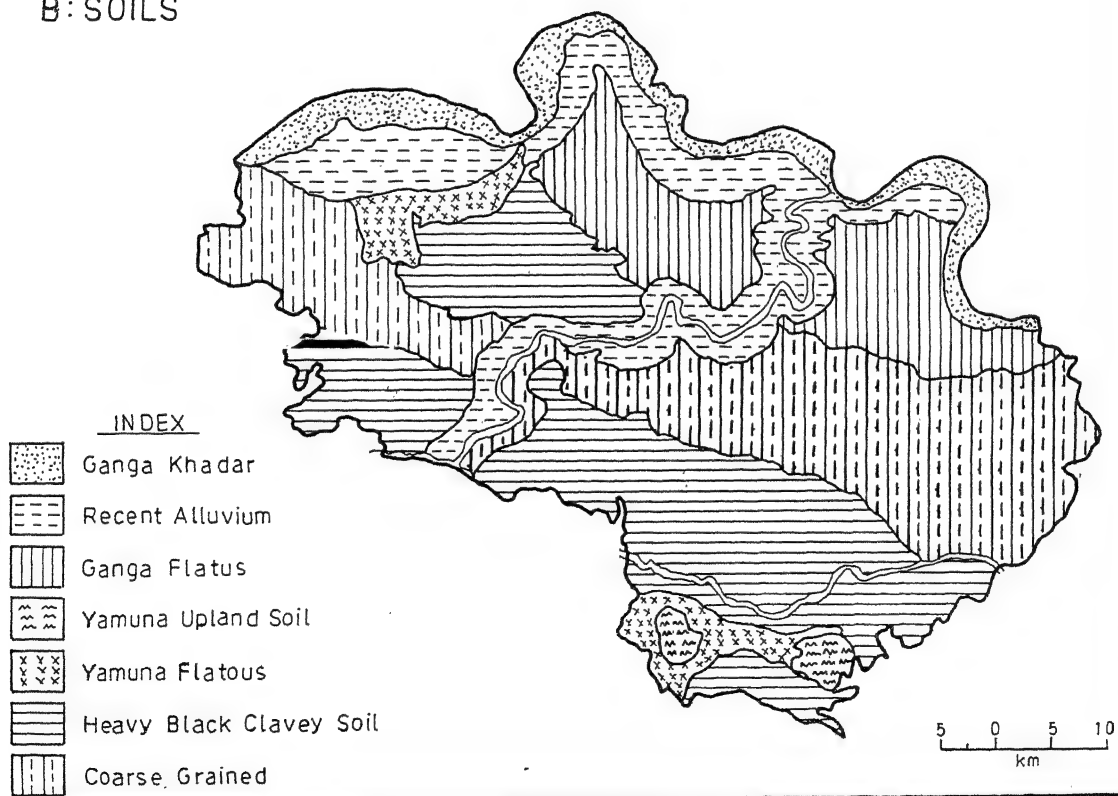 B: SOILS
INDEX
Ganga Khadar
Recent Alluvium
Ganga Flatus
Yamuna Upland Soil
Yamuna Flatous
Heavy Black Clavey Soil
Coarse Grained
5 0 5 10
km